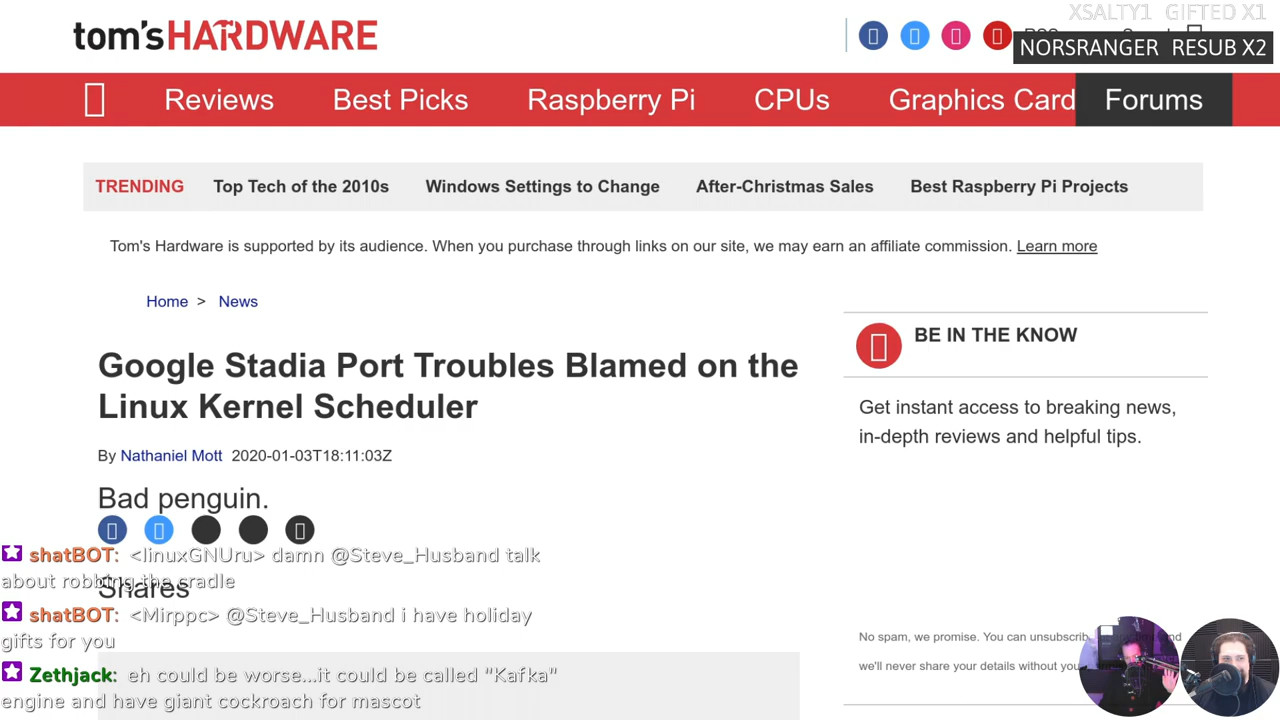 XSALTY1 GIFTED X1
tom'sHARDWARE
NORSRANGER RESUB X2
Reviews Best Picks Raspberry Pi CPUs Graphics Card Forums
TRENDING Top Tech of the 2010s Windows Settings to Change After-Christmas Sales Best Raspberry Pi Projects
Tom's Hardware is supported by its audience. When you purchase through links on our site, we may earn an affiliate commission. Learn more
Home > News
Google Stadia Port Troubles Blamed on the
Linux Kernel Scheduler
By Nathaniel Mott 2020-01-03T18:11:03Z
Bad penguin.
Shares
BE IN THE KNOW
Get instant access to breaking news,
in-depth reviews and helpful tips.
No spam, we promise. You can unsubscrib
we'll never share your details without you
shatBOT: <linuxGNUru> damn @Steve_Husband talk
about robbing the cradle
shatBOT: <Mirppc> @Steve_Husband i have holiday
gifts for you
Zethjack: eh could be worse...it could be called "Kafka"
engine and have giant cockroach for mascot